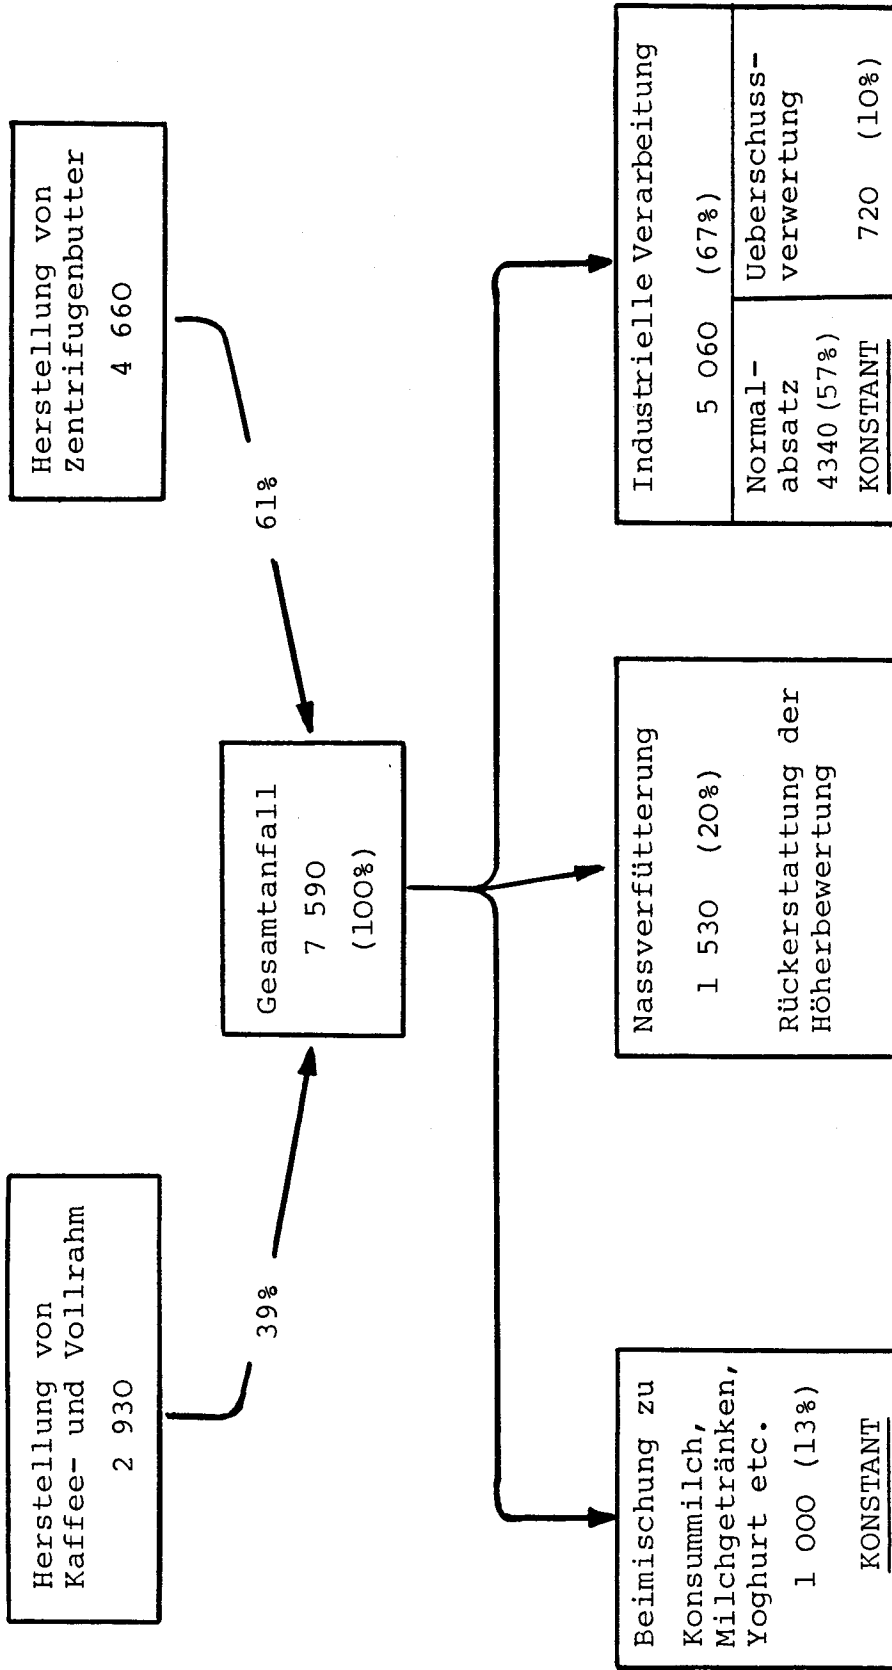 Herstellung von
Kaffee- und Vollrahm
2 930
Herstellung von
Zentrifugenbutter
4 660
39%
61%
Gesamtanfall
7 590
(100%)
Beimischung zu
Konsummilch,
Milchgetränken,
Yoghurt etc.
1 000 (13%)
KONSTANT
Nassverfütterung
1 530 (20%)
Rückerstattung der
Höherbewertung
Industrielle Verarbeitung
5 060 (67%)
Normal-
absatz
4340 (57%)
KONSTANT
Ueberschuss-
verwertung
720 (10%)